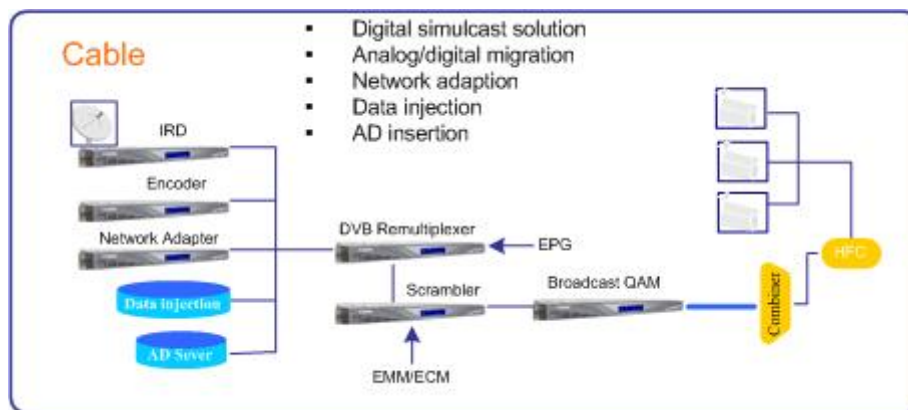 Cable
▪ Digital simulcast solution
▪ Analog/digital migration
▪ Network adaption
▪ Data injection
▪ AD insertion
IRD
Encoder
Network Adapter
Data injection
AD Sever
DVB Remultiplexer
EPG
Scrambler
Broadcast QAM
EMM/ECM
Combiner
HFC